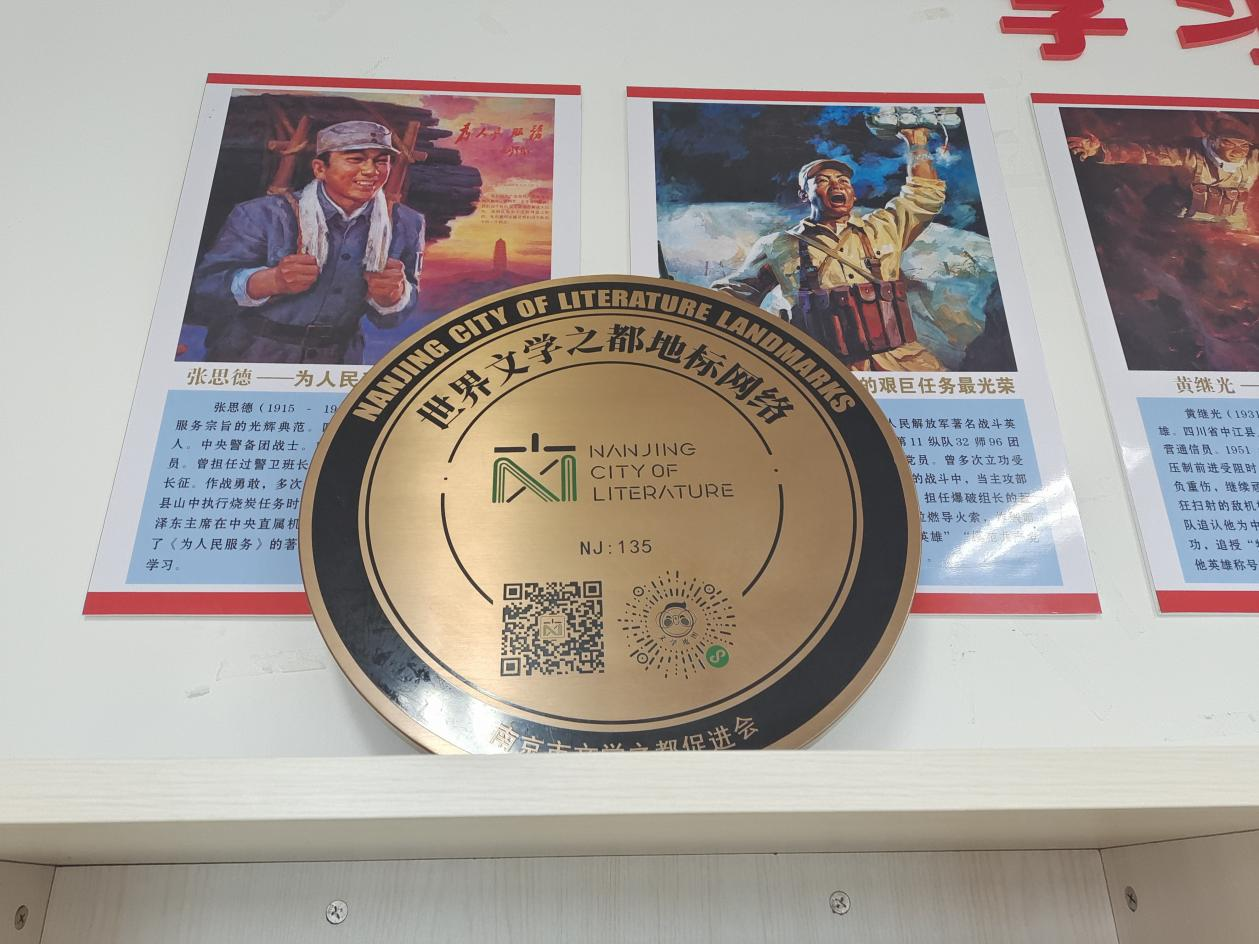 为人民服务
张思德——为人民
张思德(1915 - 19
服务宗旨的光辉典范。
人。中央警备团战士。
员。曾担任过警卫班长
长征。作战勇敢，多次
县山中执行烧炭任务时
泽东主席在中央直属机
了《为人民服务》的著
学习。
的艰巨任务最光荣
人民解放军著名战斗英
第11纵队32师96团
党员。曾多次立功受
的战斗中，当主攻部
担任爆破组长的
燃导火索，
英雄”
黄继光—
黄继光(1931
雄。四川省中江县
营通信员。1951
压制前进受阻时
负重伤，继续顽
狂扫射的敌机
队追认他为中
功，追授“
他英雄称号
NANJING CITY OF LITERATURE LANDMARKS
世界文学之都地标网络
NANJING
CITY OF
LITERATURE
NJ:135
南京市文学之都促进会